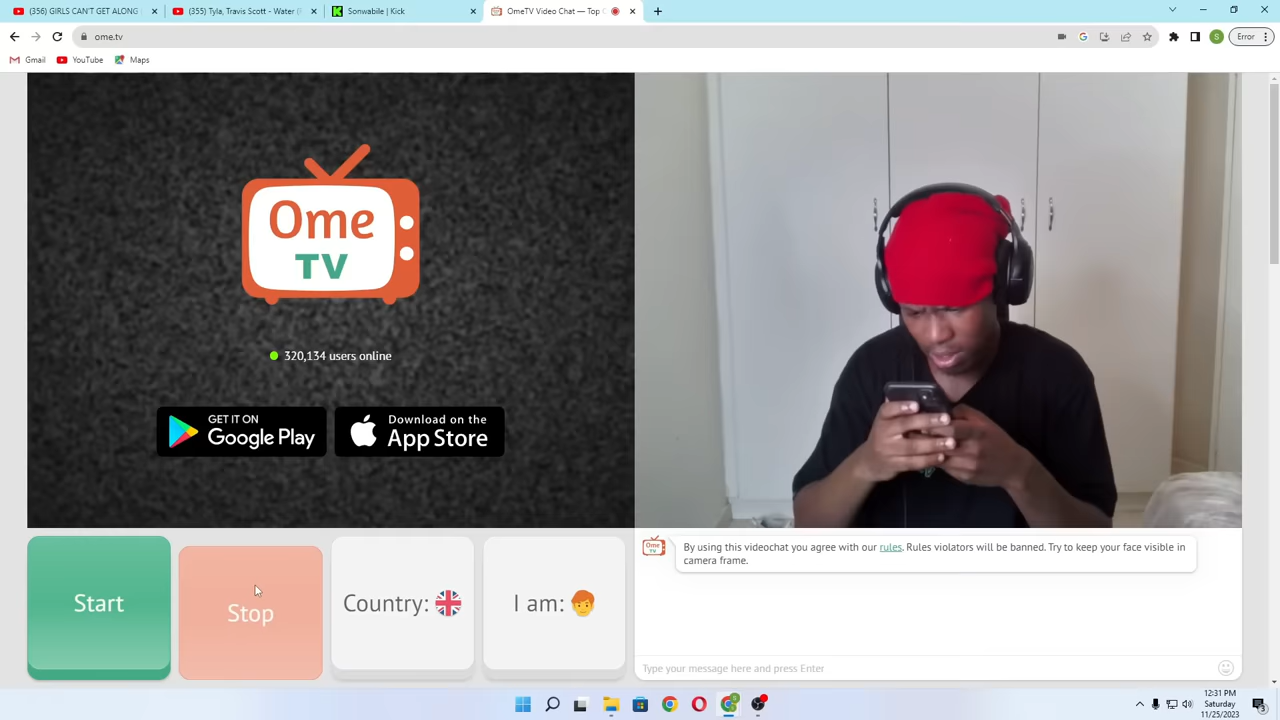 (356) GIRLS CAN'T GET ALONG
(355) Tyla, Travis Scott - Water (
Sonwabile | Kick
OmeTV Video Chat — Top
ome.tv
Error
Gmail
YouTube
Maps
Ome
TV
320,134 users online
GET IT ON
Google Play
Download on the
App Store
Start
Stop
Country:
I am:
Ome
TV
By using this videochat you agree with our rules. Rules violators will be banned. Try to keep your face visible in
camera frame.
Type your message here and press Enter
12:31 PM
Saturday
11/25/2023